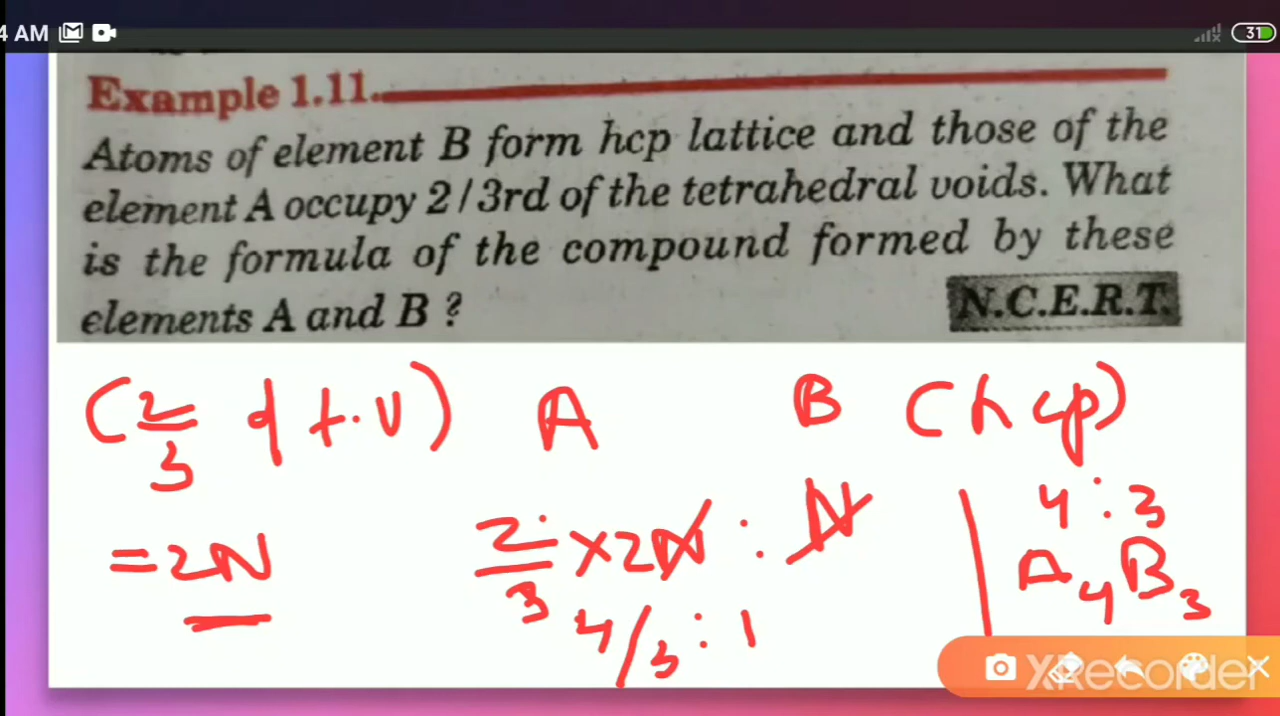 4 AM 31
Example 1.11.
Atoms of element B form hcp lattice and those of the
element A occupy 2/3rd of the tetrahedral voids. What
is the formula of the compound formed by these
elements A and B ?
N.C.E.R.T.
(2/3 of t.v) A B (hcp)
= 2N
2/3 × 2N : N
4/3 : 1
4 : 3
A4B3
XRecorder